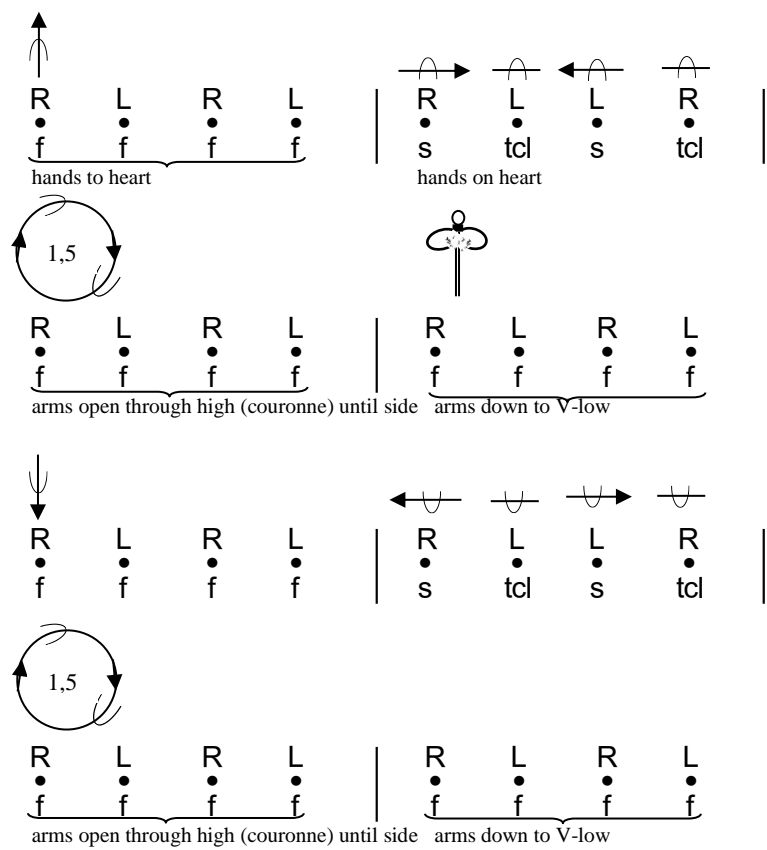 R L R L R L L R
f f f f s tcl s tcl
hands to heart hands on heart
1,5
R L R L R L R L
f f f f f f f f
arms open through high (couronne) until side arms down to V-low
R L R L R L L R
f f f f s tcl s tcl
1,5
R L R L R L R L
f f f f f f f f
arms open through high (couronne) until side arms down to V-low